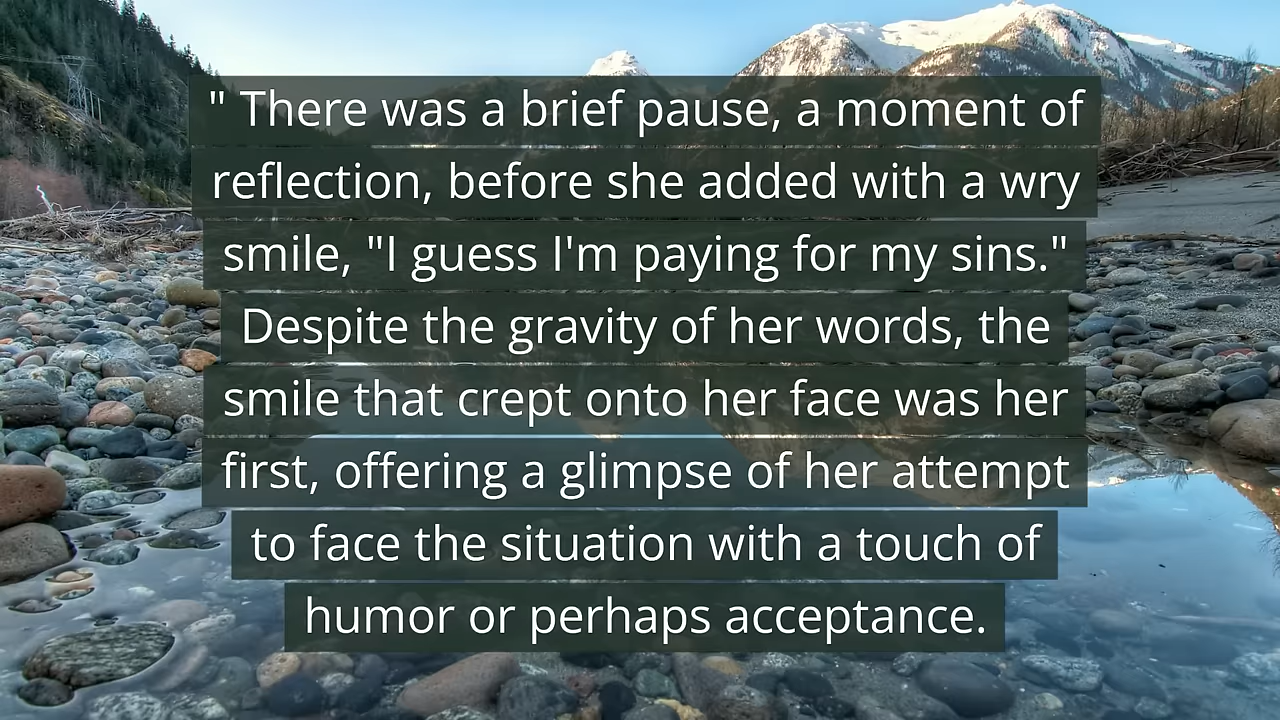 " There was a brief pause, a moment of
reflection, before she added with a wry
smile, "I guess I'm paying for my sins."
Despite the gravity of her words, the
smile that crept onto her face was her
first, offering a glimpse of her attempt
to face the situation with a touch of
humor or perhaps acceptance.